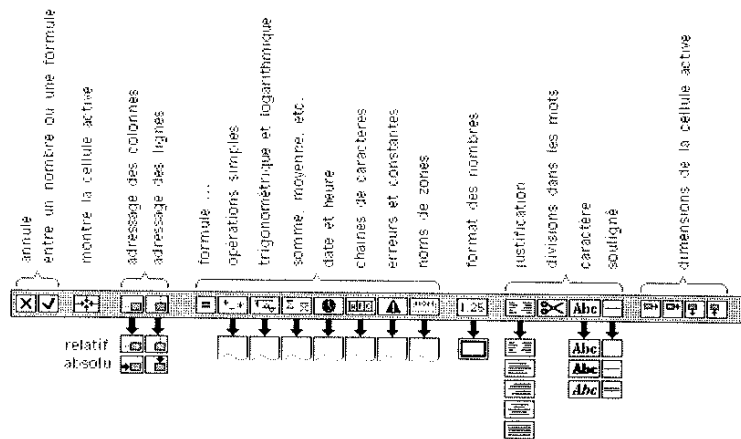 annule
entre un nombre ou une formule
montre la cellule active
adressage des colonnes
adressage des lignes
formule ...
opérations simples
trigonométrique et logarithmique
somme, moyenne, etc.
date et heure
chaines de caractères
erreurs et constantes
noms de zones
format des nombres
justification
divisions dans les mots
caractère
souligné
dimensions de la cellule active
1.25
Abc
relatif
absolu
Abc
Abc
Abc